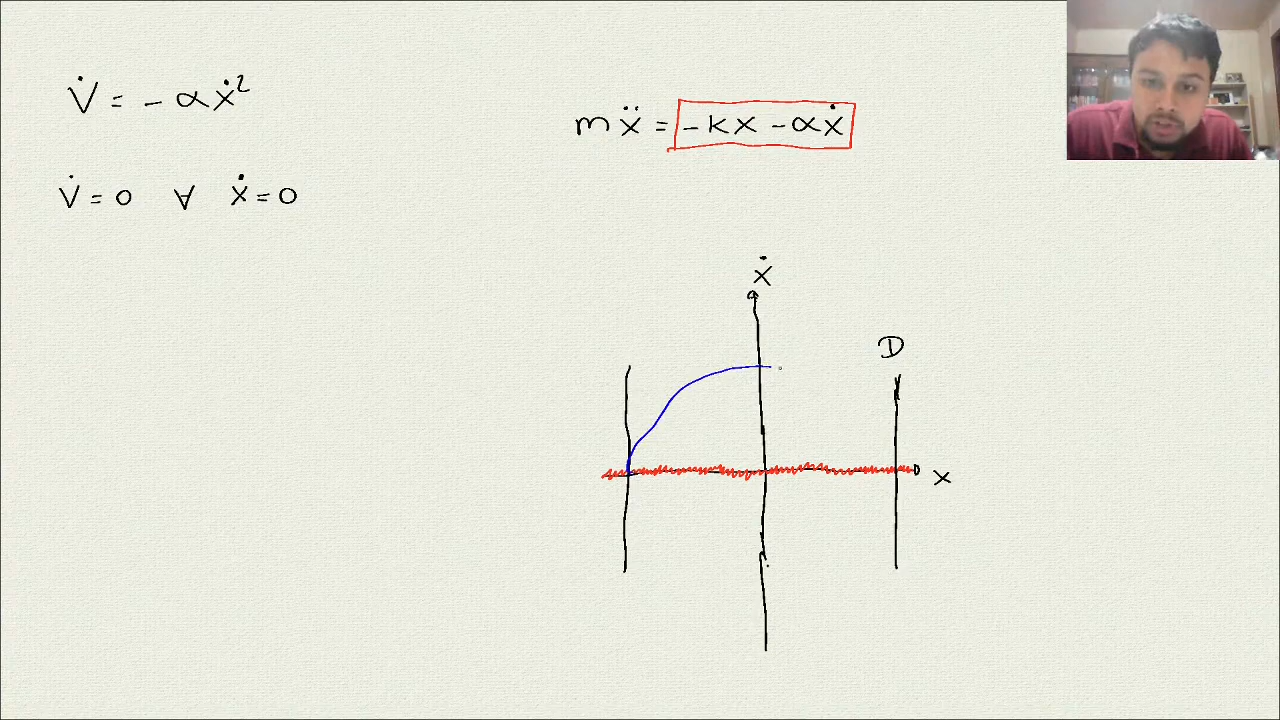 V̇ = - αẋ²
mẍ = -kx -αẋ
V̇ = 0 ∀ ẋ = 0
ẋ
D
x